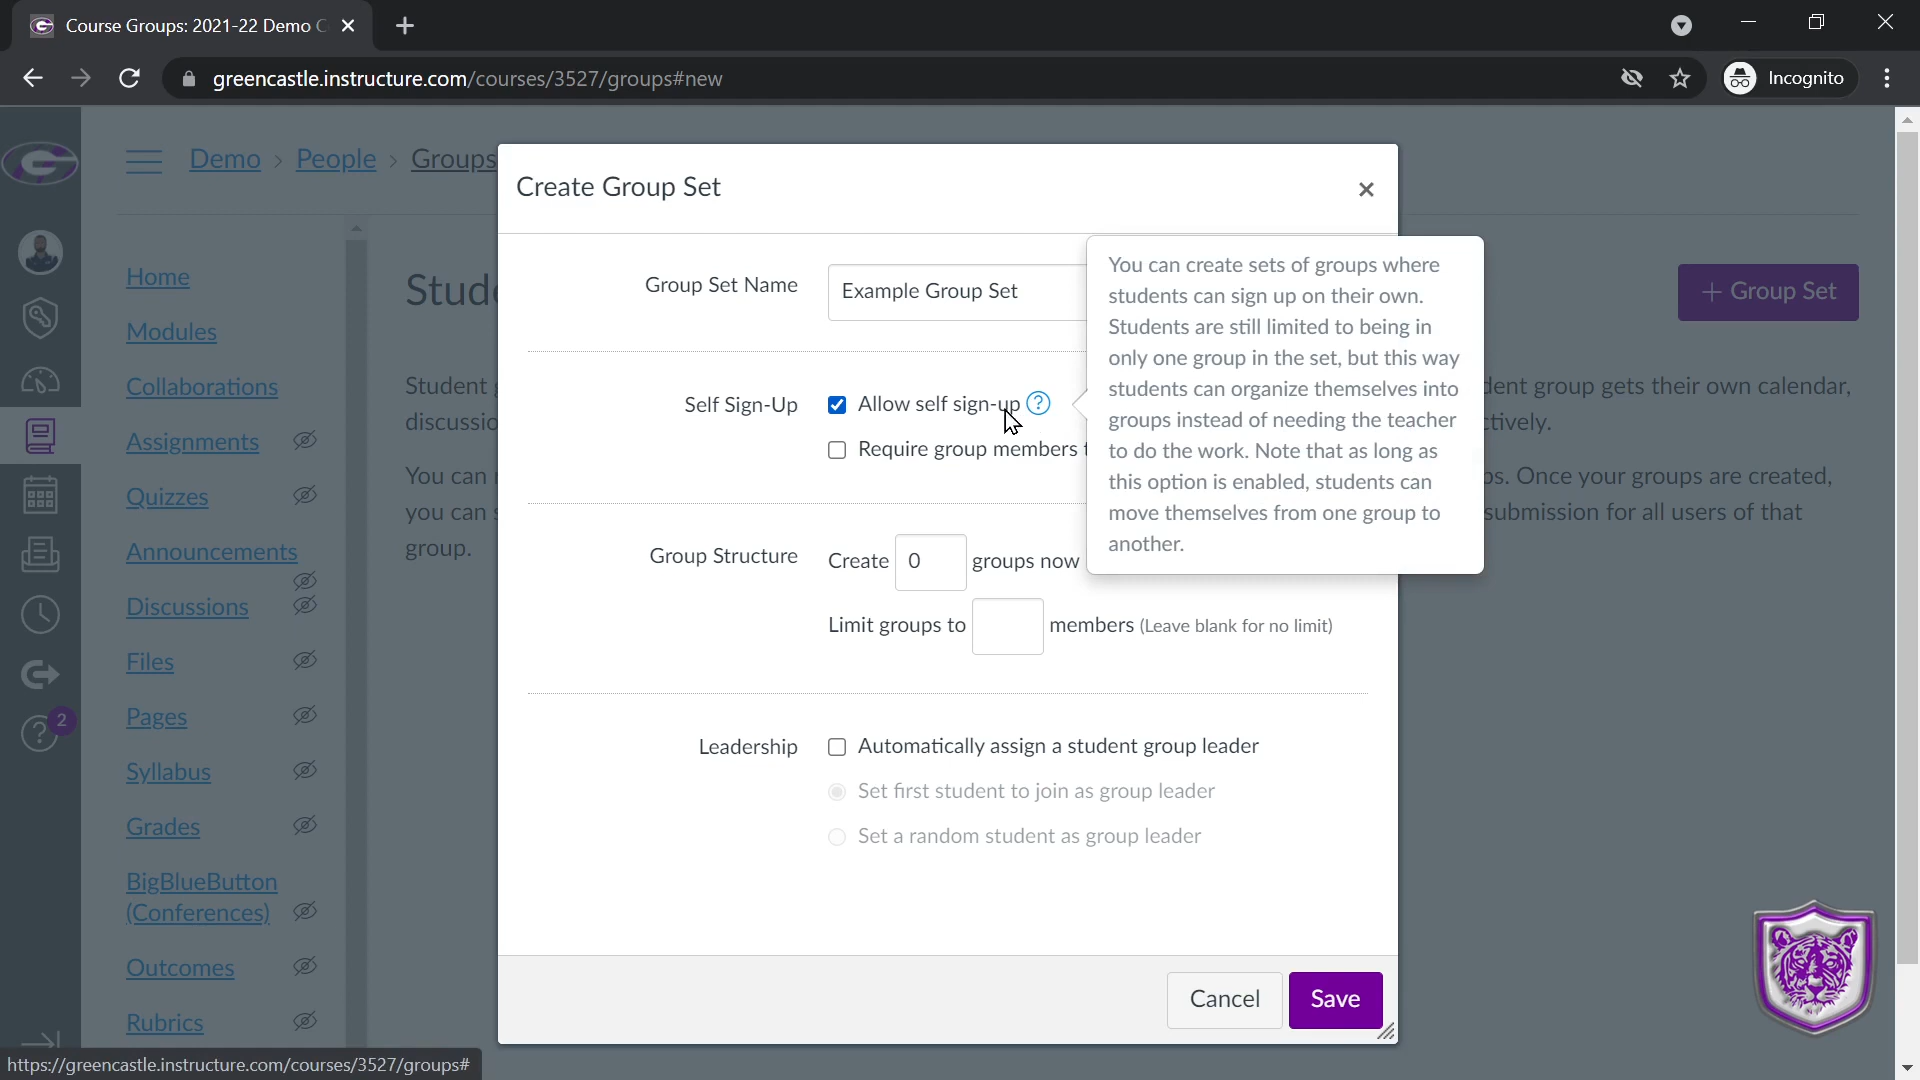 Course Groups: 2021-22 Demo C
greencastle.instructure.com/courses/3527/groups#new
Incognito
Demo > People > Groups
Home
Modules
Collaborations
Assignments
Quizzes
Announcements
Discussions
Files
Pages
Syllabus
Grades
BigBlueButton
(Conferences)
Outcomes
Rubrics
2
Stude
Student
discussio
You can
you can
group.
+ Group Set
dent group gets their own calendar,
ctively.
ps. Once your groups are created,
submission for all users of that
Create Group Set
Group Set Name
Example Group Set
Self Sign-Up
Allow self sign-up
Require group members
You can create sets of groups where
students can sign up on their own.
Students are still limited to being in
only one group in the set, but this way
students can organize themselves into
groups instead of needing the teacher
to do the work. Note that as long as
this option is enabled, students can
move themselves from one group to
another.
Group Structure
Create 0 groups now
Limit groups to members (Leave blank for no limit)
Leadership
Automatically assign a student group leader
Set first student to join as group leader
Set a random student as group leader
Cancel
Save
https://greencastle.instructure.com/courses/3527/groups#